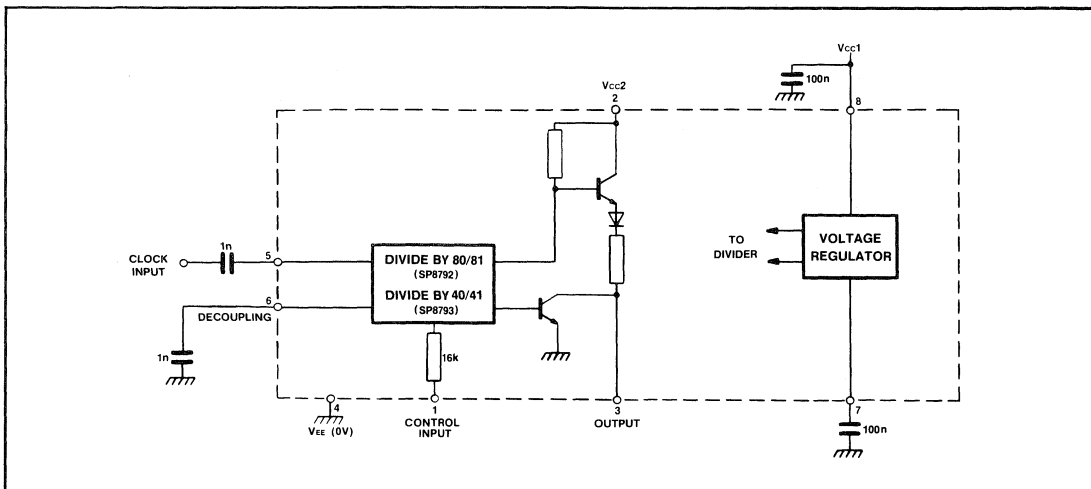 Vcc1
100n
Vcc2
2
8
1n
5
CLOCK
INPUT
DIVIDE BY 80/81
(SP8792)
DIVIDE BY 40/41
(SP8793)
TO
DIVIDER
VOLTAGE
REGULATOR
6
DECOUPLING
1n
16k
4
VEE (0V)
1
CONTROL
INPUT
3
OUTPUT
7
100n